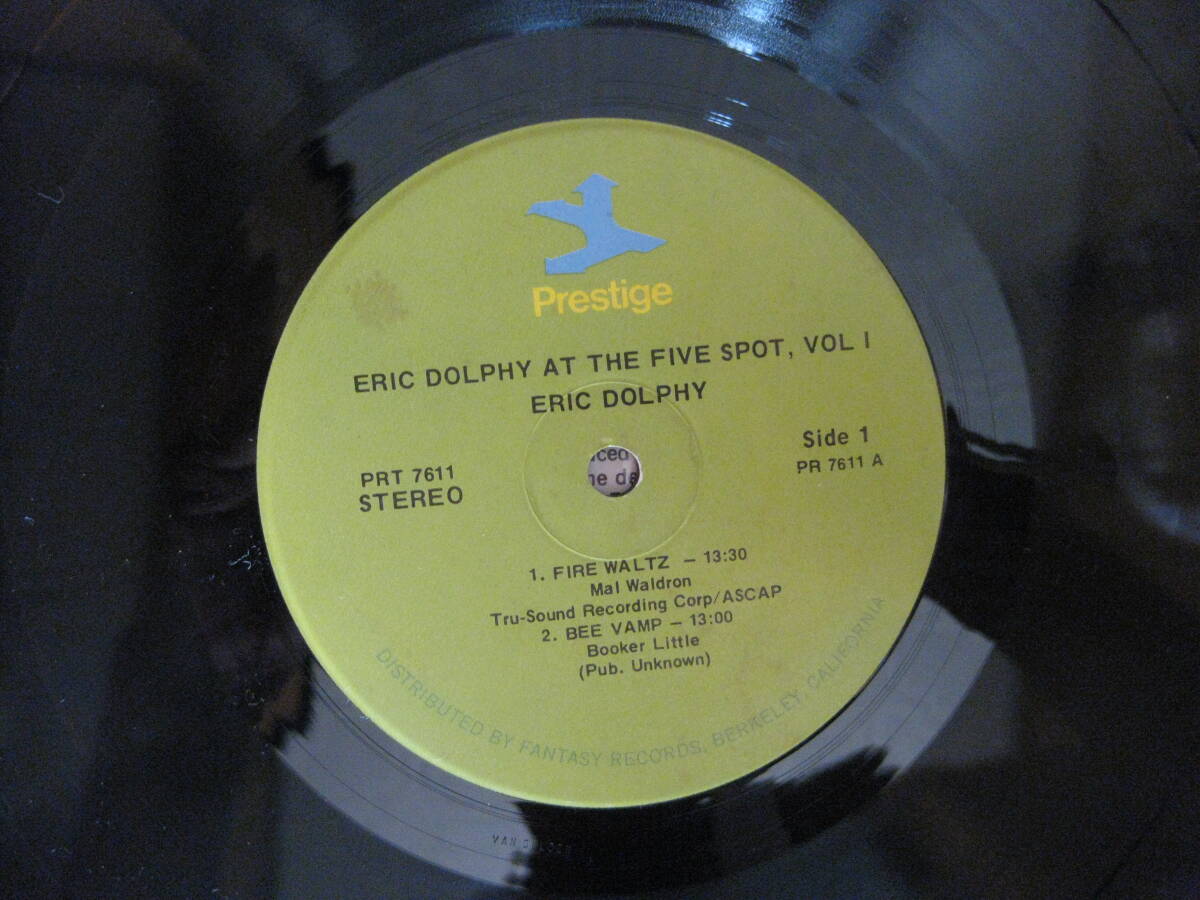 Prestige
ERIC DOLPHY AT THE FIVE SPOT, VOL I
ERIC DOLPHY
Side 1
PR 7611 A
PRT 7611
STEREO
1. FIRE WALTZ – 13:30
Mal Waldron
Tru-Sound Recording Corp/ASCAP
2. BEE VAMP – 13:00
Booker Little
(Pub. Unknown)
DISTRIBUTED BY FANTASY RECORDS, BERKELEY, CALIFORNIA
VAN